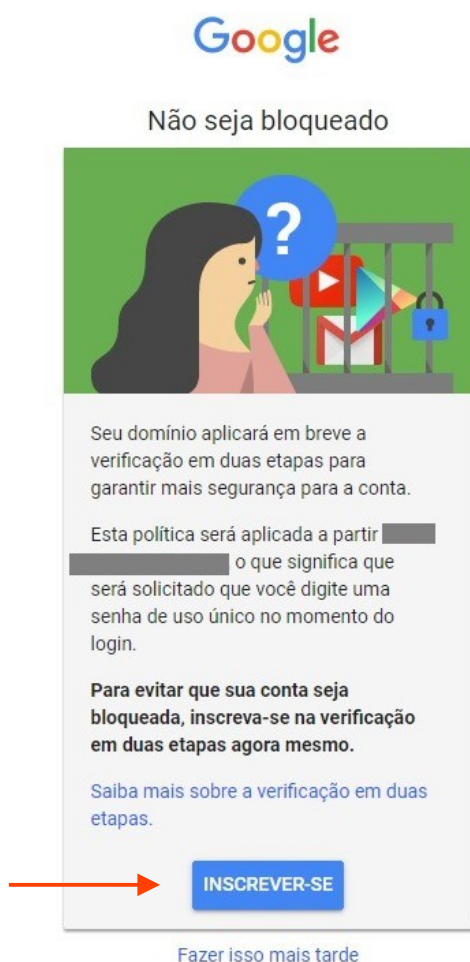 Google
Não seja bloqueado
?
Seu domínio aplicará em breve a
verificação em duas etapas para
garantir mais segurança para a conta.
Esta política será aplicada a partir
o que significa que
será solicitado que você digite uma
senha de uso único no momento do
login.
Para evitar que sua conta seja
bloqueada, inscreva-se na verificação
em duas etapas agora mesmo.
Saiba mais sobre a verificação em duas
etapas.
INSCREVER-SE
Fazer isso mais tarde